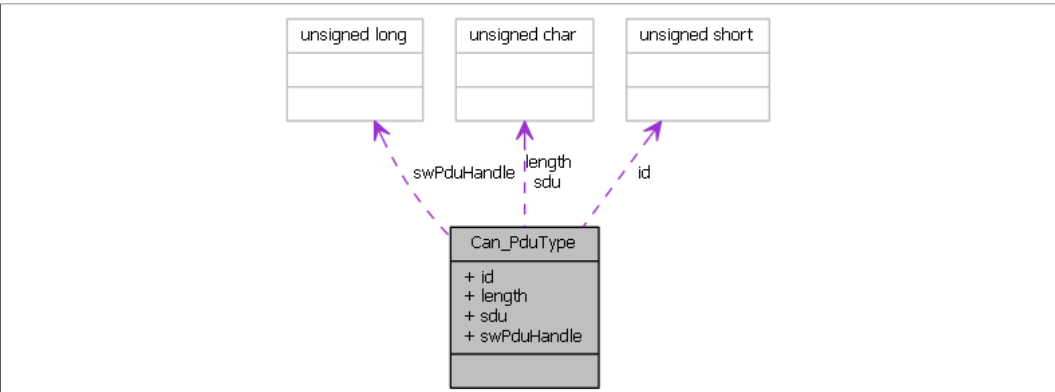 unsigned long
unsigned char
unsigned short
swPduHandle
length
sdu
id
Can_PduType
+ id
+ length
+ sdu
+ swPduHandle